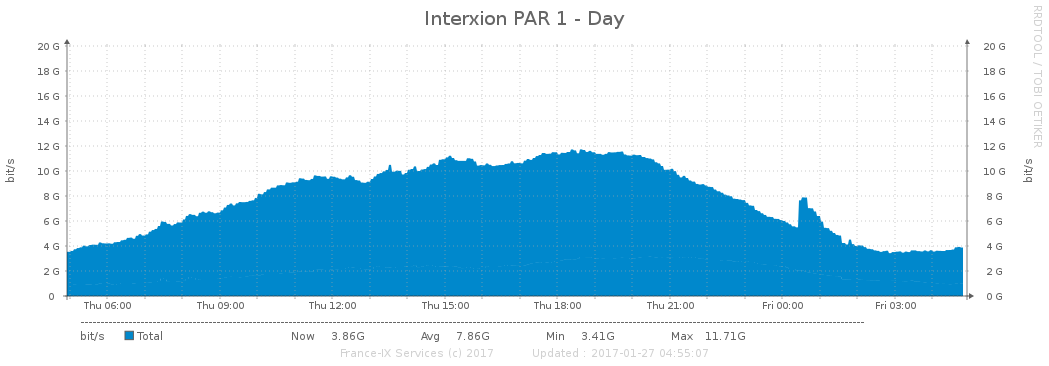 Interxion PAR 1 - Day
RRDTOOL / TOBI OETIKER
20 G 20 G
18 G 18 G
16 G 16 G
14 G 14 G
12 G 12 G
10 G 10 G
8 G 8 G
6 G 6 G
4 G 4 G
2 G 2 G
0 0 G
bit/s
bit/s
Thu 06:00 Thu 09:00 Thu 12:00 Thu 15:00 Thu 18:00 Thu 21:00 Fri 00:00 Fri 03:00
bit/s Total Now 3.86G Avg 7.86G Min 3.41G Max 11.71G
France-IX Services (c) 2017 Updated : 2017-01-27 04:55:07